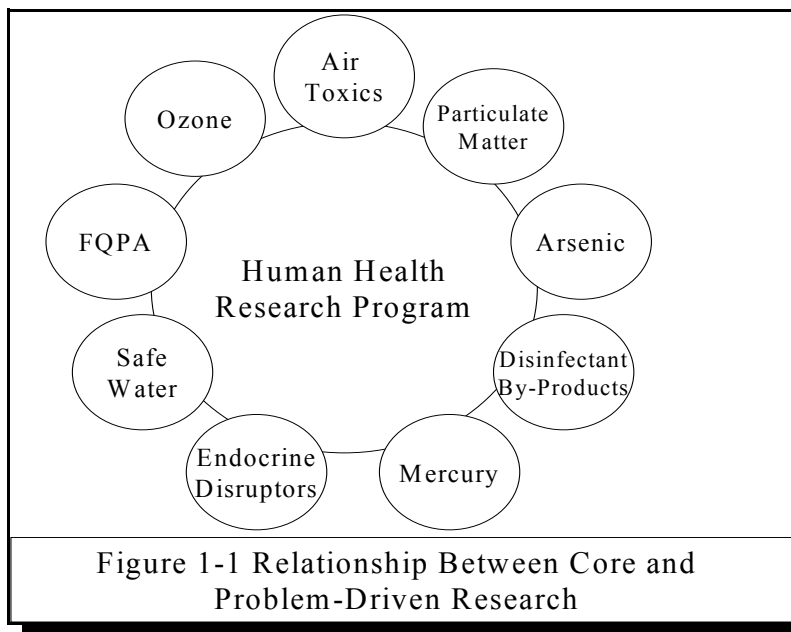 Air
Toxics
Ozone
Particulate
Matter
FQPA
Arsenic
Human Health
Research Program
Safe
Water
Disinfectant
By-Products
Endocrine
Disruptors
Mercury
Figure 1-1 Relationship Between Core and
Problem-Driven Research